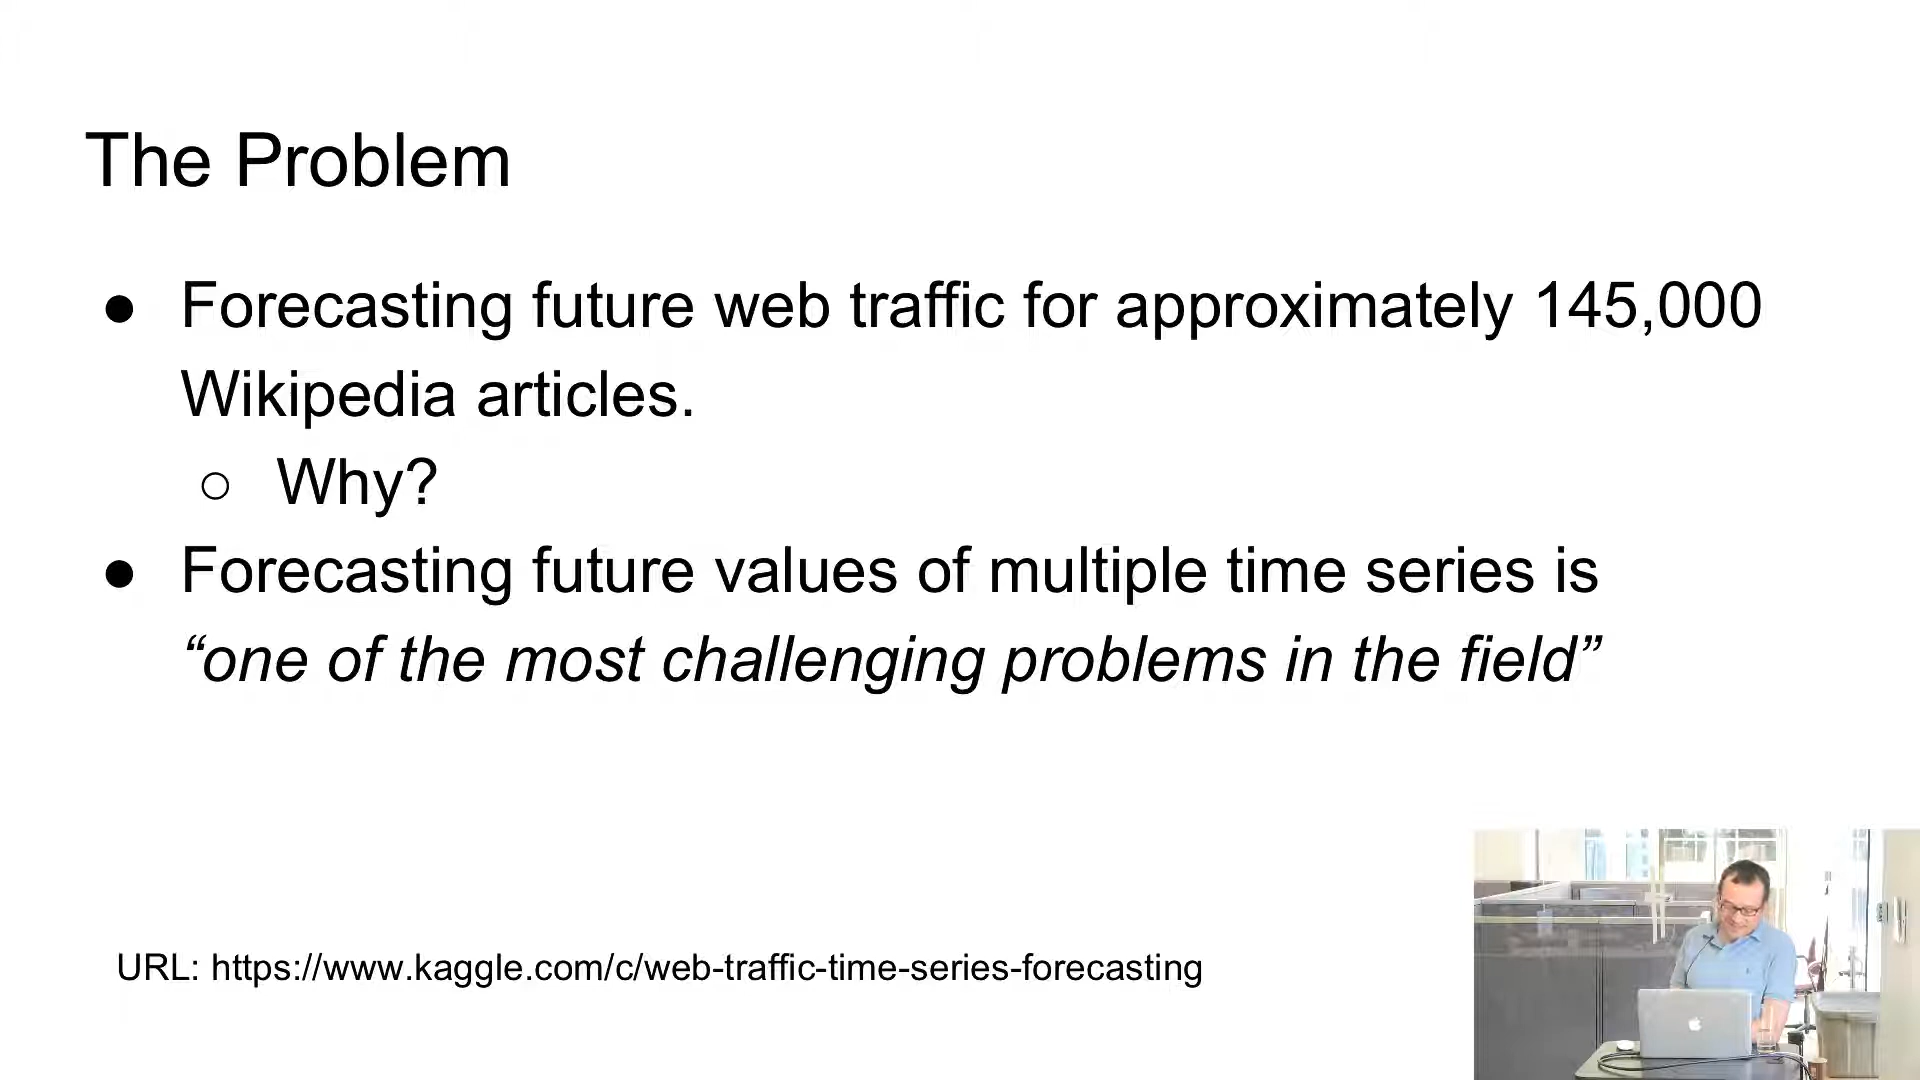 The Problem
● Forecasting future web traffic for approximately 145,000
Wikipedia articles.
○ Why?
● Forecasting future values of multiple time series is
“one of the most challenging problems in the field”
URL: https://www.kaggle.com/c/web-traffic-time-series-forecasting